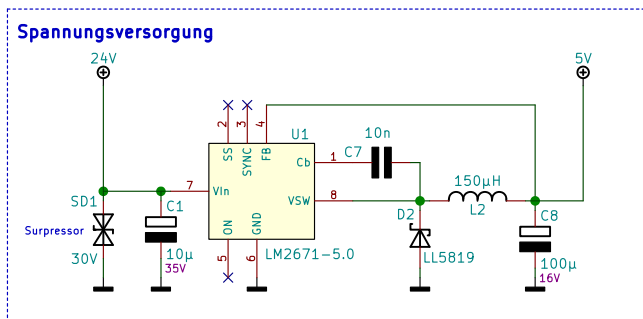 Spannungsversorgung
24V
5V
2
3
4
U1
10n
SS
SYNC
FB
Cb
1
C7
150µH
7
VIn
VSW
8
L2
SD1
C1
D2
C8
Surpressor
ON
GND
30V
10µ
35V
5
6
LM2671-5.0
LL5819
100µ
16V